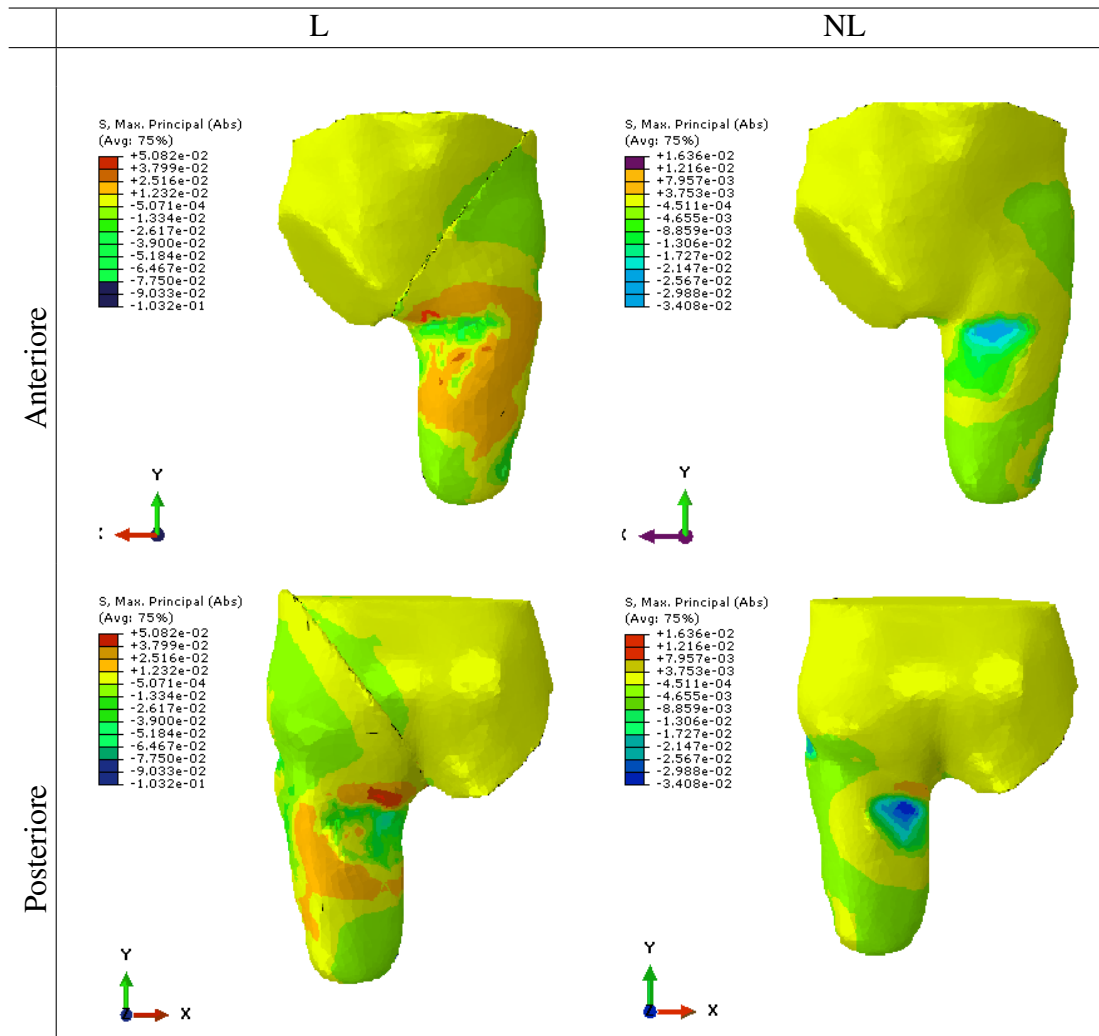 L NL
Anteriore
S, Max. Principal (Abs)
(Avg: 75%)
+5.082e-02
+3.799e-02
+2.516e-02
+1.232e-02
-5.071e-04
-1.334e-02
-2.617e-02
-3.900e-02
-5.184e-02
-6.467e-02
-7.750e-02
-9.033e-02
-1.032e-01
Y
S, Max. Principal (Abs)
(Avg: 75%)
+1.636e-02
+1.216e-02
+7.957e-03
+3.753e-03
-4.511e-04
-4.655e-03
-8.859e-03
-1.306e-02
-2.147e-02
-2.567e-02
-2.988e-02
-3.408e-02
Y
Posteriore
S, Max. Principal (Abs)
(Avg: 75%)
+5.082e-02
+3.799e-02
+2.516e-02
+1.232e-02
-5.071e-04
-1.334e-02
-2.617e-02
-3.900e-02
-5.184e-02
-6.467e-02
-7.750e-02
-9.033e-02
-1.032e-01
Y
Z X
S, Max. Principal (Abs)
(Avg: 75%)
+1.636e-02
+1.216e-02
+7.957e-03
+3.753e-03
-4.511e-04
-4.655e-03
-8.859e-03
-1.306e-02
-1.727e-02
-2.147e-02
-2.567e-02
-2.988e-02
-3.408e-02
Y
Z X